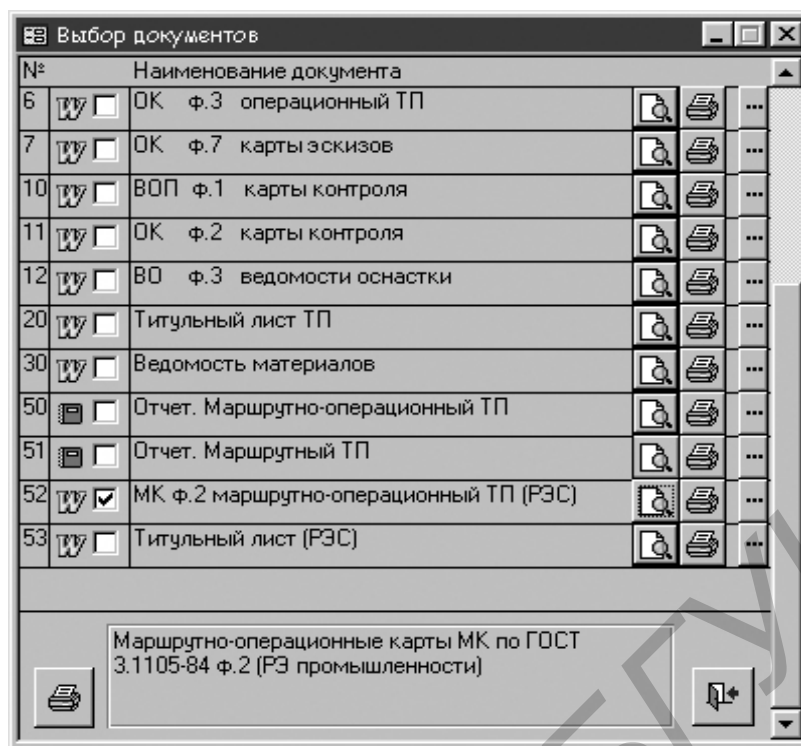 Выбор документов
№ Наименование документа
6 W ОК ф.3 операционный ТП ...
7 W ОК ф.7 карты эскизов ...
10 W ВОП ф.1 карты контроля ...
11 W ОК ф.2 карты контроля ...
12 W ВО ф.3 ведомости оснастки ...
20 W Титульный лист ТП ...
30 W Ведомость материалов ...
50 Отчет. Маршрутно-операционный ТП ...
51 Отчет. Маршрутный ТП ...
52 W МК ф.2 маршрутно-операционный ТП (РЭС) ...
53 W Титульный лист (РЭС) ...
Маршрутно-операционные карты МК по ГОСТ
3.1105-84 ф.2 (РЭ промышленности)